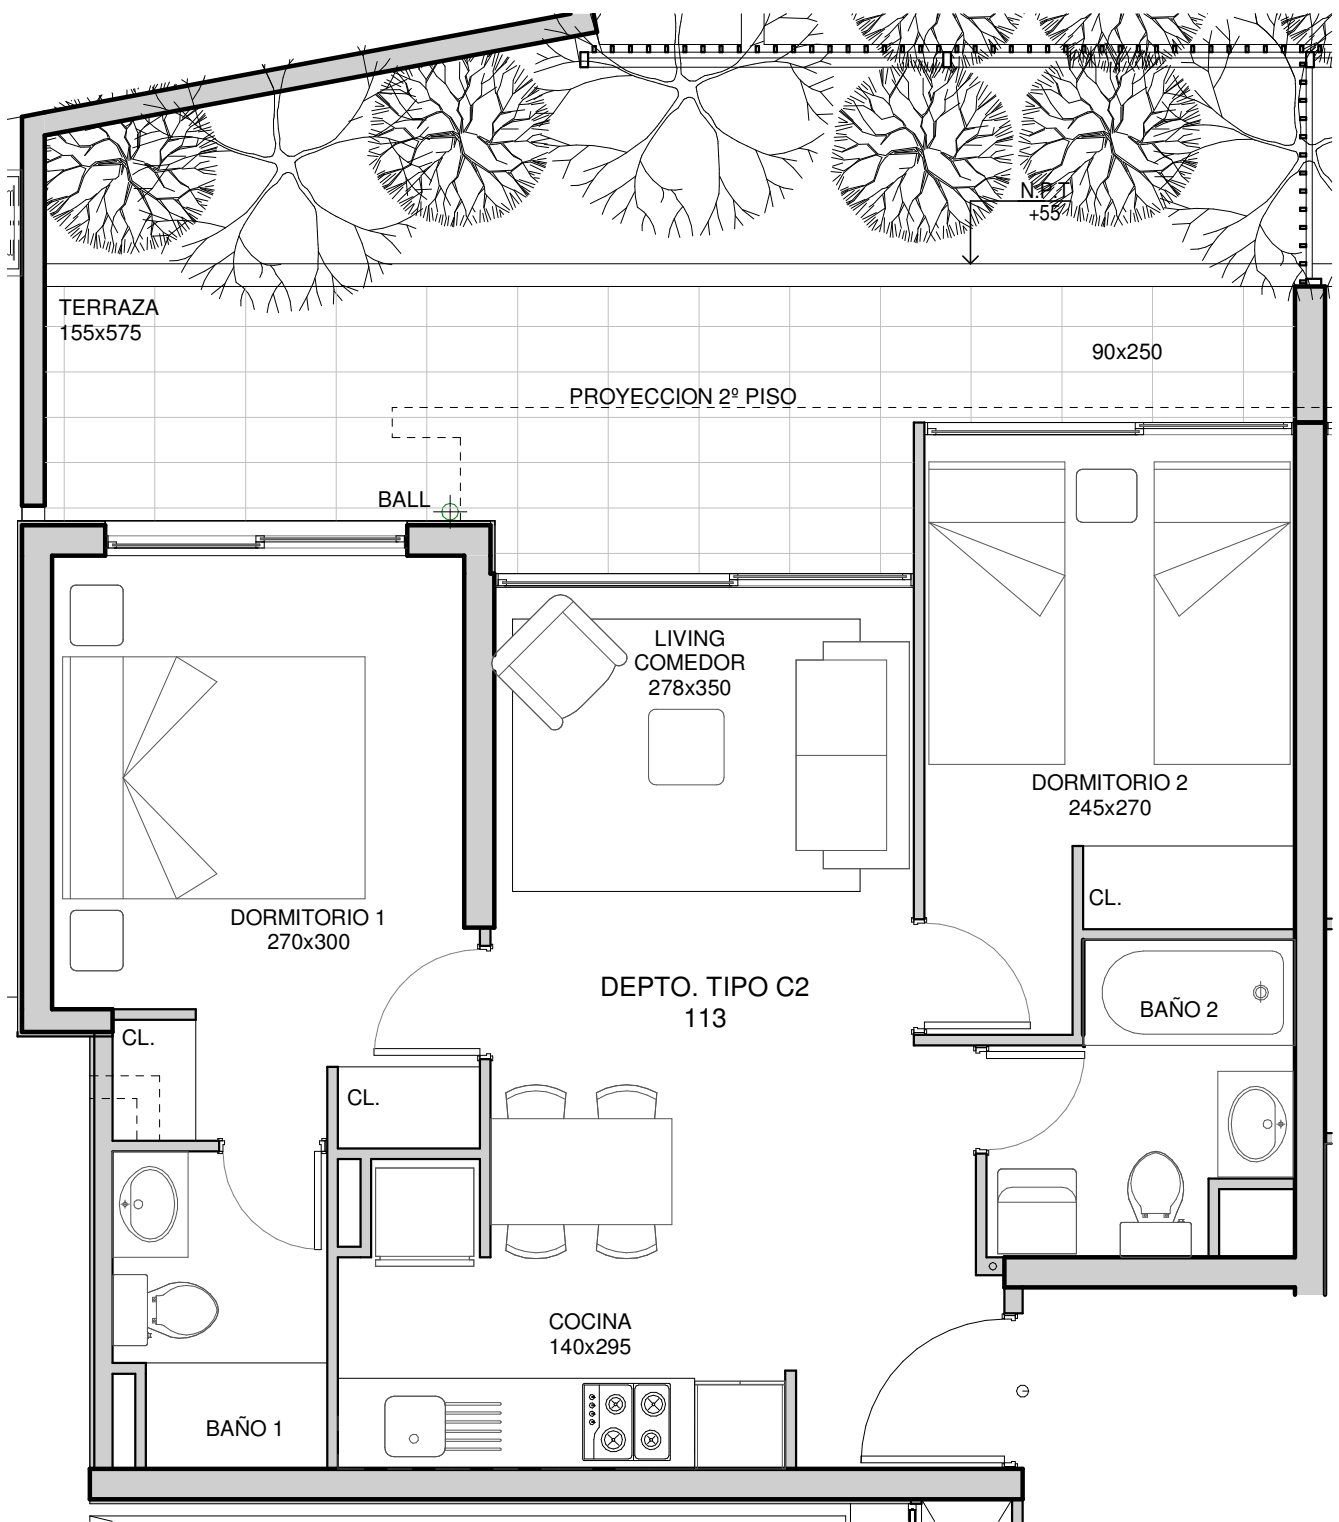 N.P.T
+55
TERRAZA
155x575
90x250
PROYECCION 2º PISO
BALL
LIVING
COMEDOR
278x350
DORMITORIO 2
245x270
CL.
DORMITORIO 1
270x300
DEPTO. TIPO C2
113
BAÑO 2
CL.
CL.
COCINA
140x295
BAÑO 1